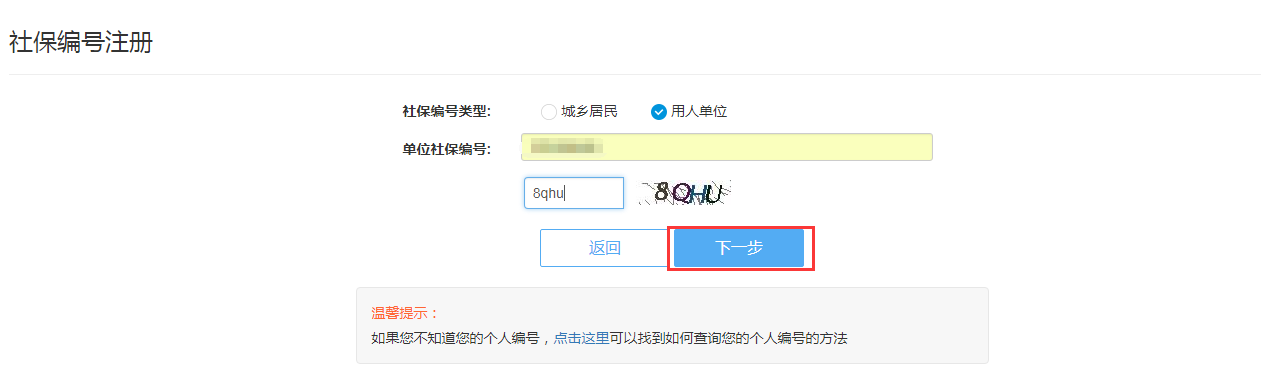 社保编号注册
社保编号类型: 城乡居民 用人单位
单位社保编号:
8qhu 8QHU
返回 下一步
温馨提示：
如果您不知道您的个人编号，点击这里可以找到如何查询您的个人编号的方法